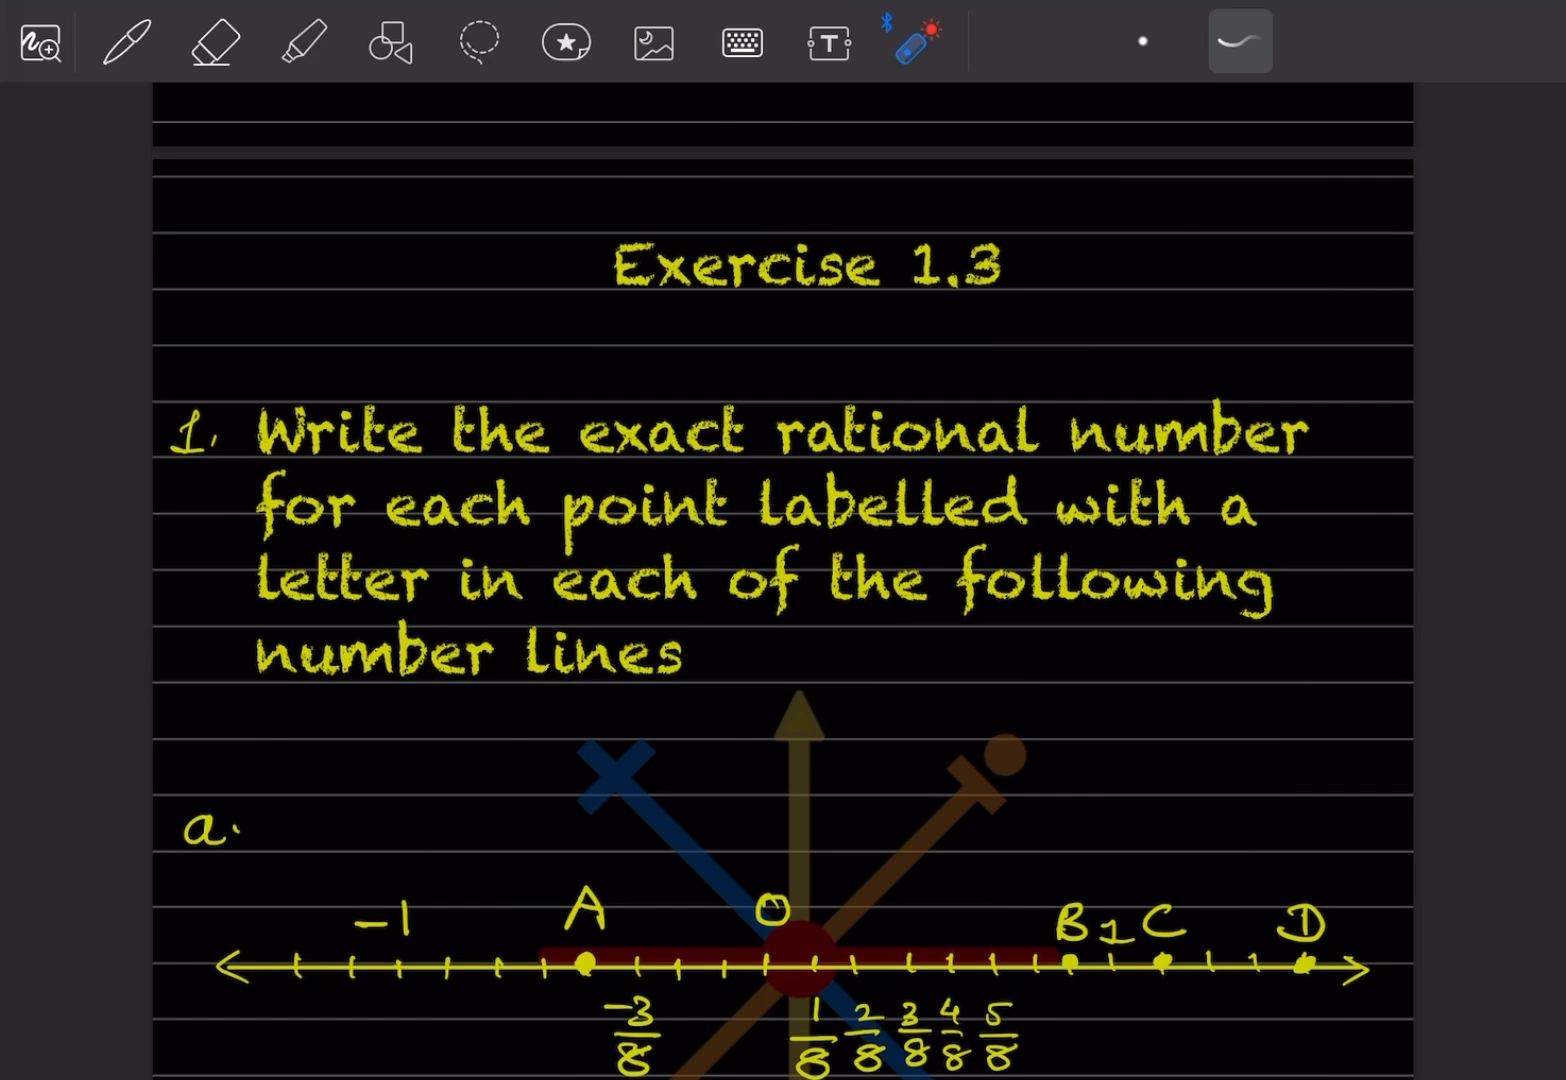 Exercise 1.3
1. Write the exact rational number
for each point labelled with a
letter in each of the following
number lines
a.
-1 A 0 B 1 C D
-3/8 1/8 2/8 3/8 4/8 5/8